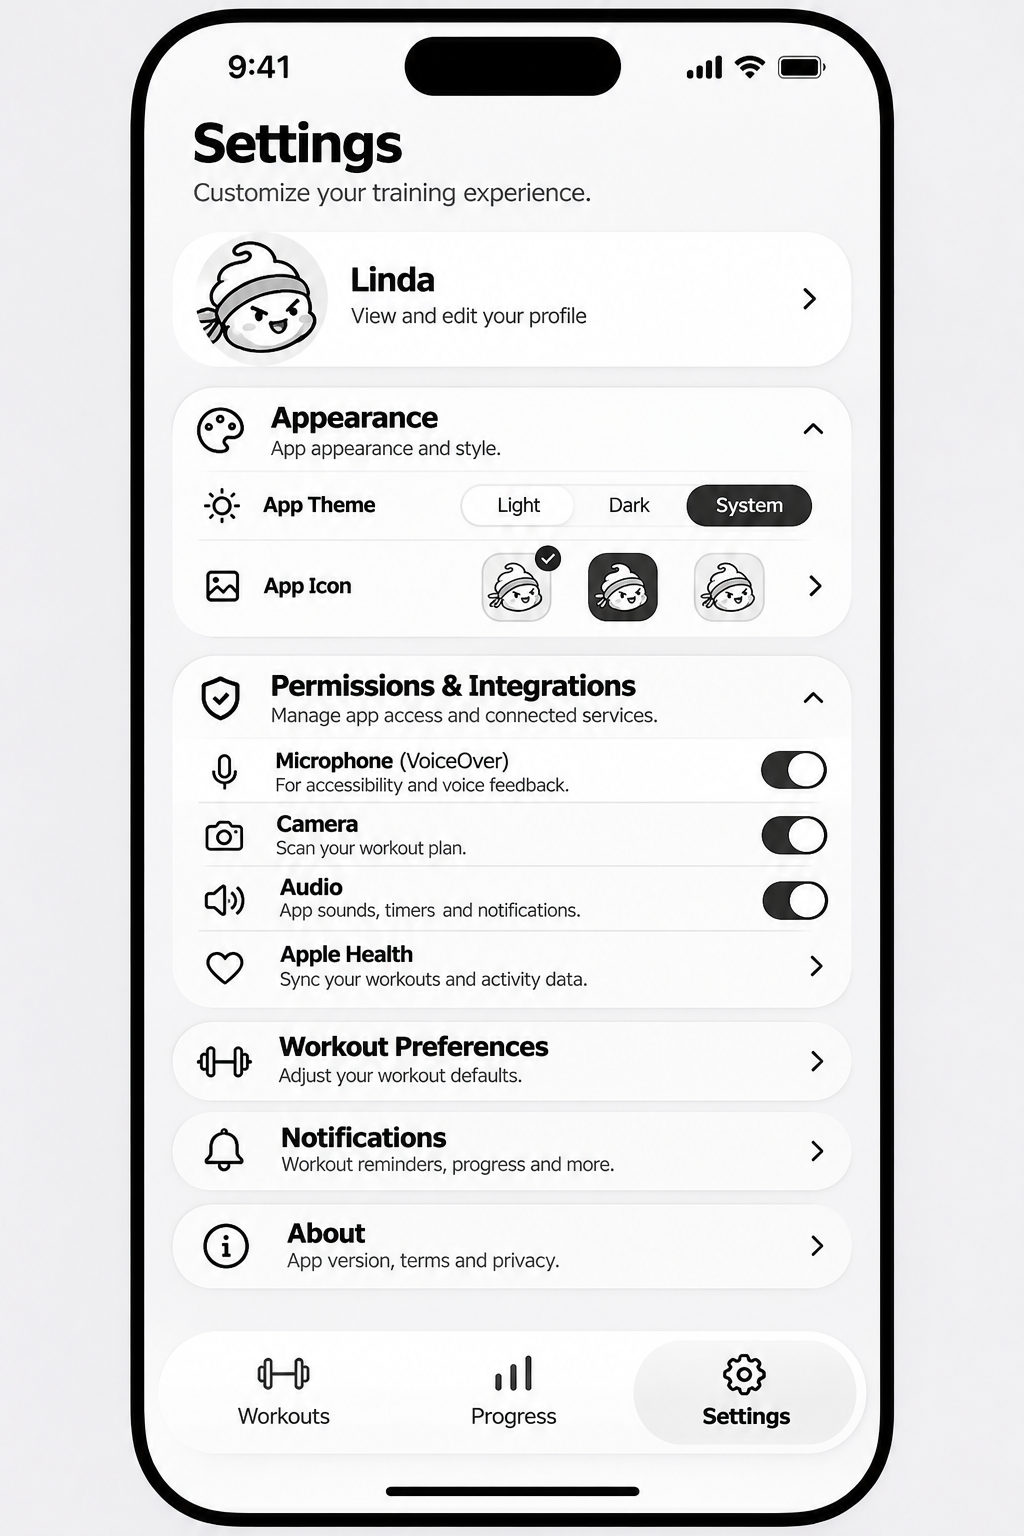 9:41
Settings
Customize your training experience.
Linda
View and edit your profile
Appearance
App appearance and style.
App Theme
Light
Dark
System
App Icon
Permissions & Integrations
Manage app access and connected services.
Microphone (VoiceOver)
For accessibility and voice feedback.
Camera
Scan your workout plan.
Audio
App sounds, timers and notifications.
Apple Health
Sync your workouts and activity data.
Workout Preferences
Adjust your workout defaults.
Notifications
Workout reminders, progress and more.
About
App version, terms and privacy.
Workouts
Progress
Settings